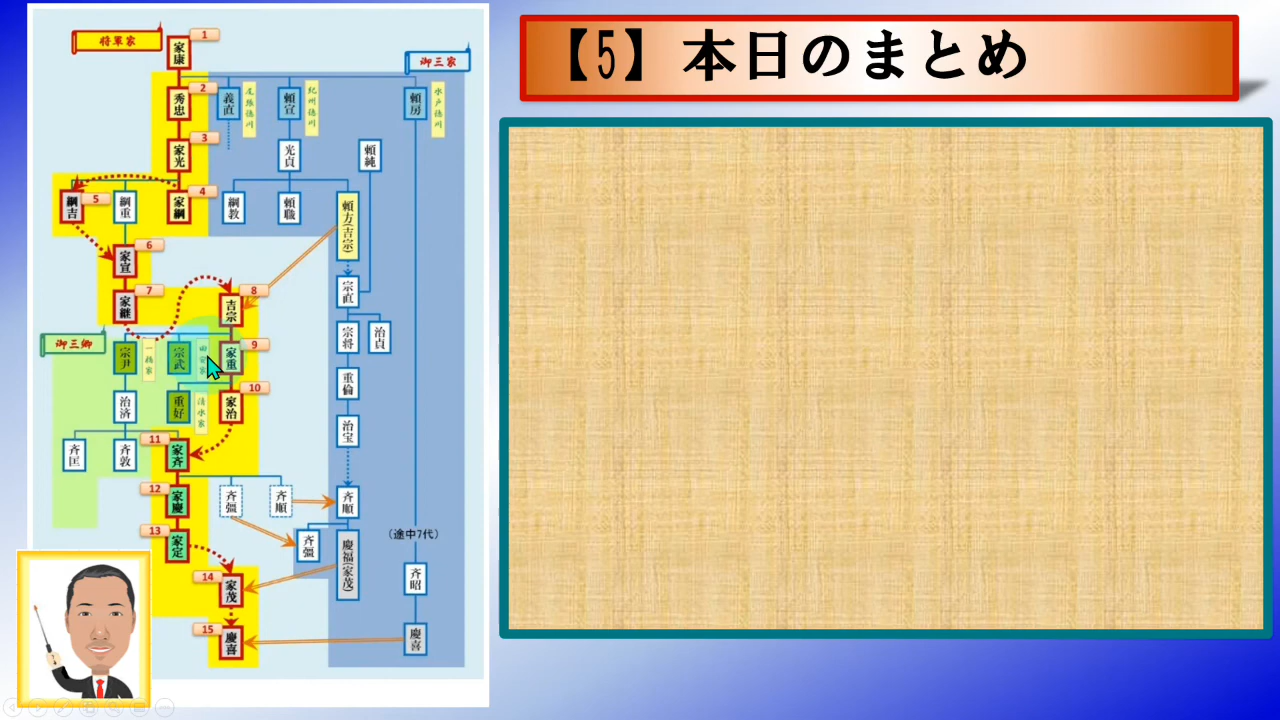 【5】本日のまとめ
将軍家
御三家
1
家康
2
秀忠
義直
尾張徳川
頼宣
紀州徳川
頼房
水戸徳川
3
家光
光貞
頼純
5
綱吉
綱重
4
家綱
綱教
頼職
頼方(吉宗)
6
家宣
宗直
7
家継
8
吉宗
宗将
治貞
御三卿
宗尹
一橋家
宗武
田安家
9
家重
重倫
治済
重好
清水家
10
家治
治宝
斉匡
斉敦
11
家斉
12
家慶
斉彊
斉順
斉順
13
家定
斉彊
慶福(家茂)
(途中7代)
14
家茂
斉昭
15
慶喜
慶喜